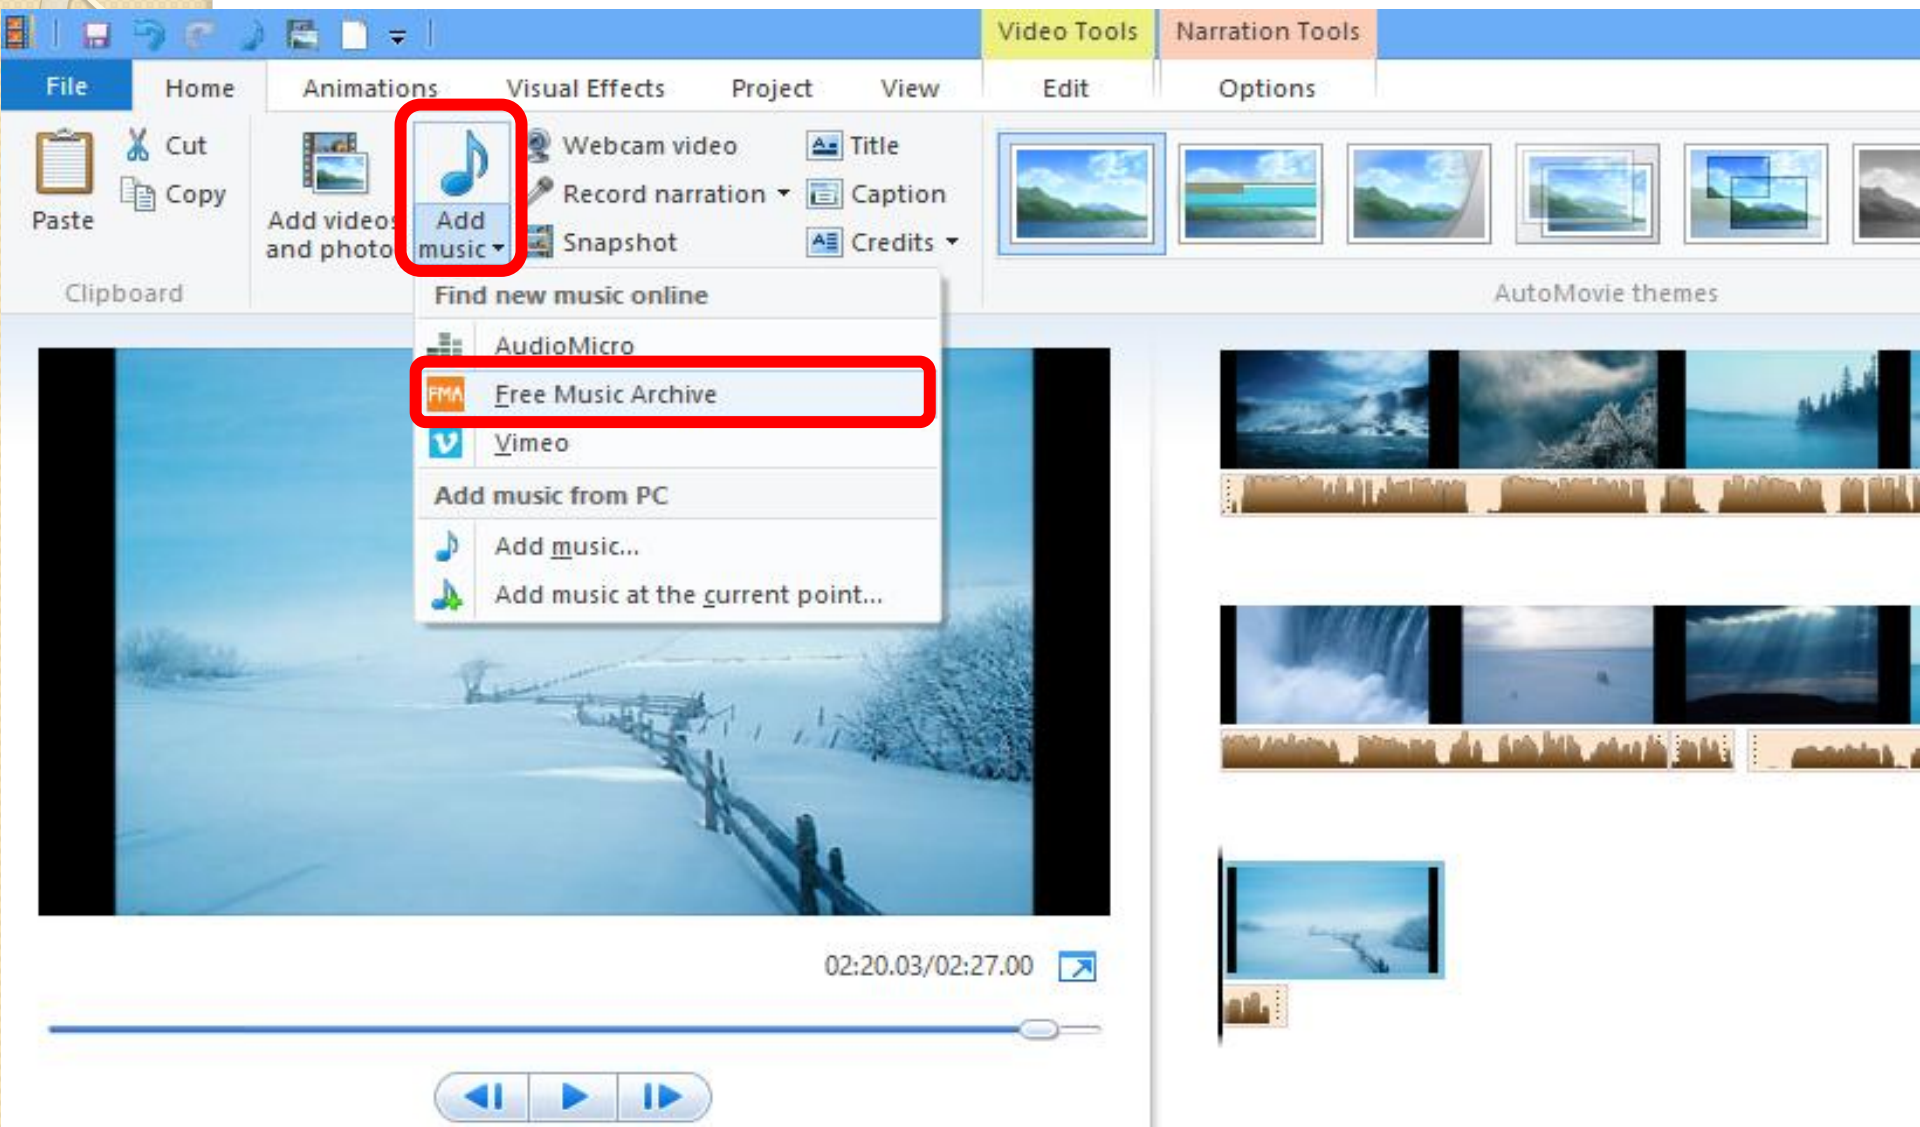 Video Tools
Narration Tools
File
Home
Animations
Visual Effects
Project
View
Edit
Options
Paste
Cut
Copy
Clipboard
Add videos
and photo
Add
music
Webcam video
Record narration
Snapshot
Title
Caption
Credits
AutoMovie themes
Find new music online
AudioMicro
FMA Free Music Archive
Vimeo
Add music from PC
Add music...
Add music at the current point...
02:20.03/02:27.00